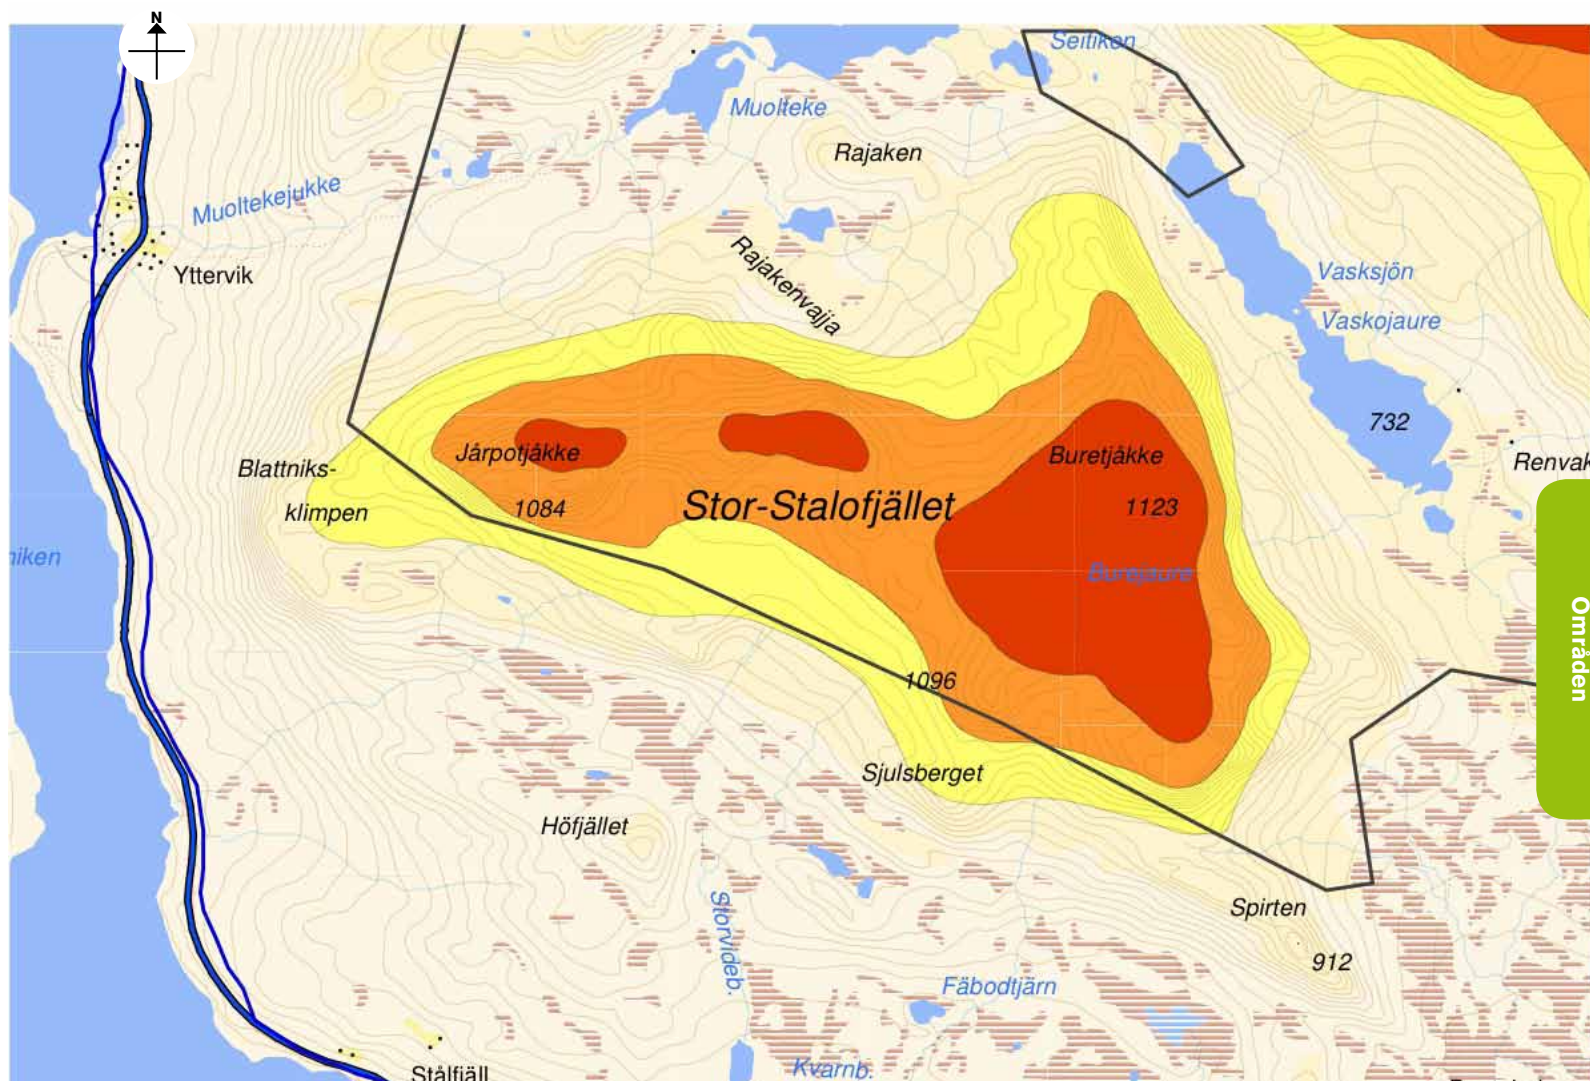 N
Seitiken
Muolteke
Rajaken
Muoltekejukke
Yttervik
Rajakenvajja
Vasksjön
Vaskojaure
732
Blattniks-
klimpen
Jårpotjåkke
1084
Stor-Stalofjället
Buretjåkke
1123
Burejaure
Renvak
niken
Områden
1096
Sjulsberget
Höfjället
Storvideb.
Spirten
912
Fäbodtjärn
Kvarnb.
Stålfjäll